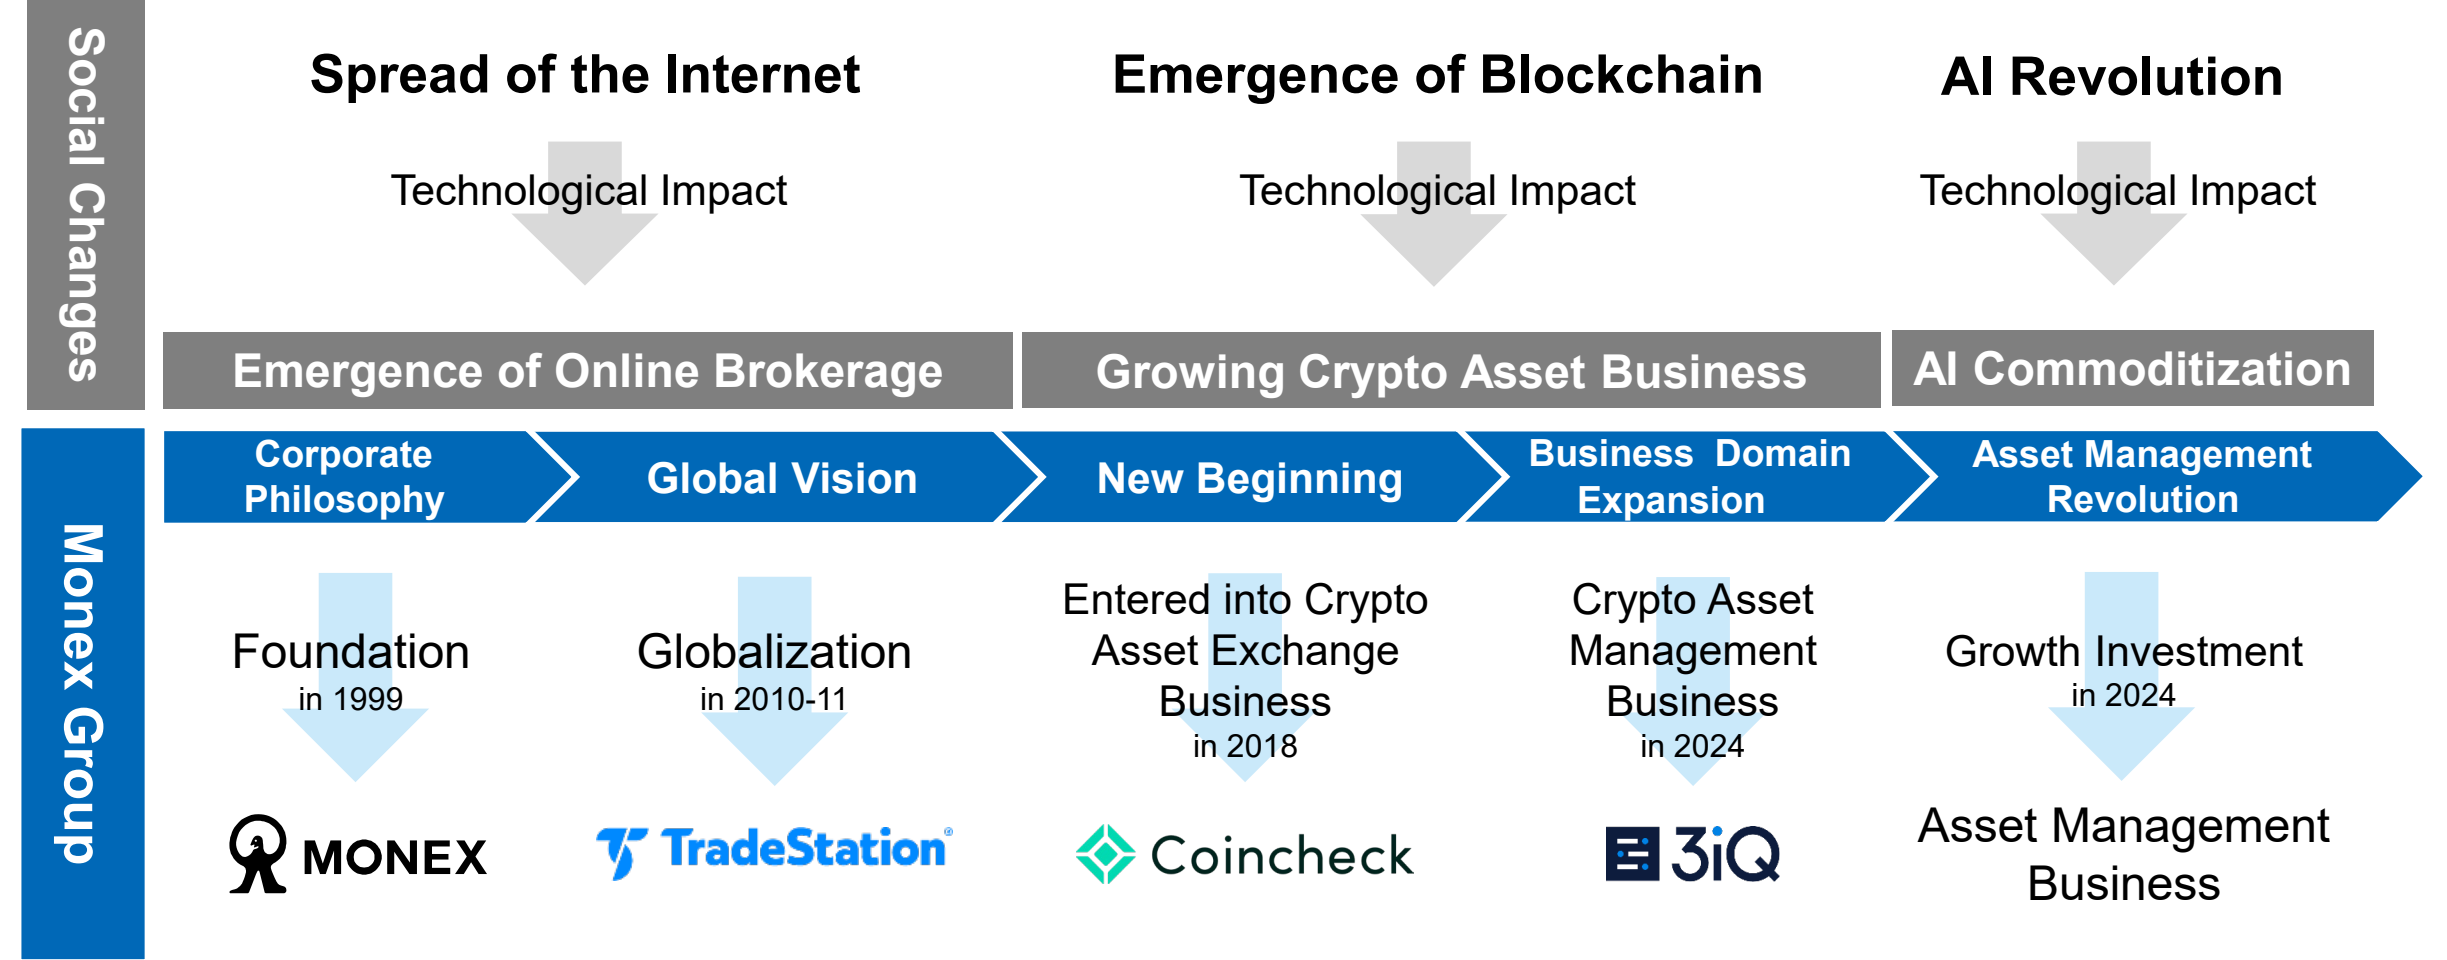 Social Changes
Spread of the Internet
Emergence of Blockchain
AI Revolution
Technological Impact
Technological Impact
Technological Impact
Emergence of Online Brokerage
Growing Crypto Asset Business
AI Commoditization
Monex Group
Corporate
Philosophy
Global Vision
New Beginning
Business Domain
Expansion
Asset Management
Revolution
Foundation
in 1999
Globalization
in 2010-11
Entered into Crypto
Asset Exchange
Business
in 2018
Crypto Asset
Management
Business
in 2024
Growth Investment
in 2024
MONEX
TradeStation®
Coincheck
3iQ
Asset Management
Business